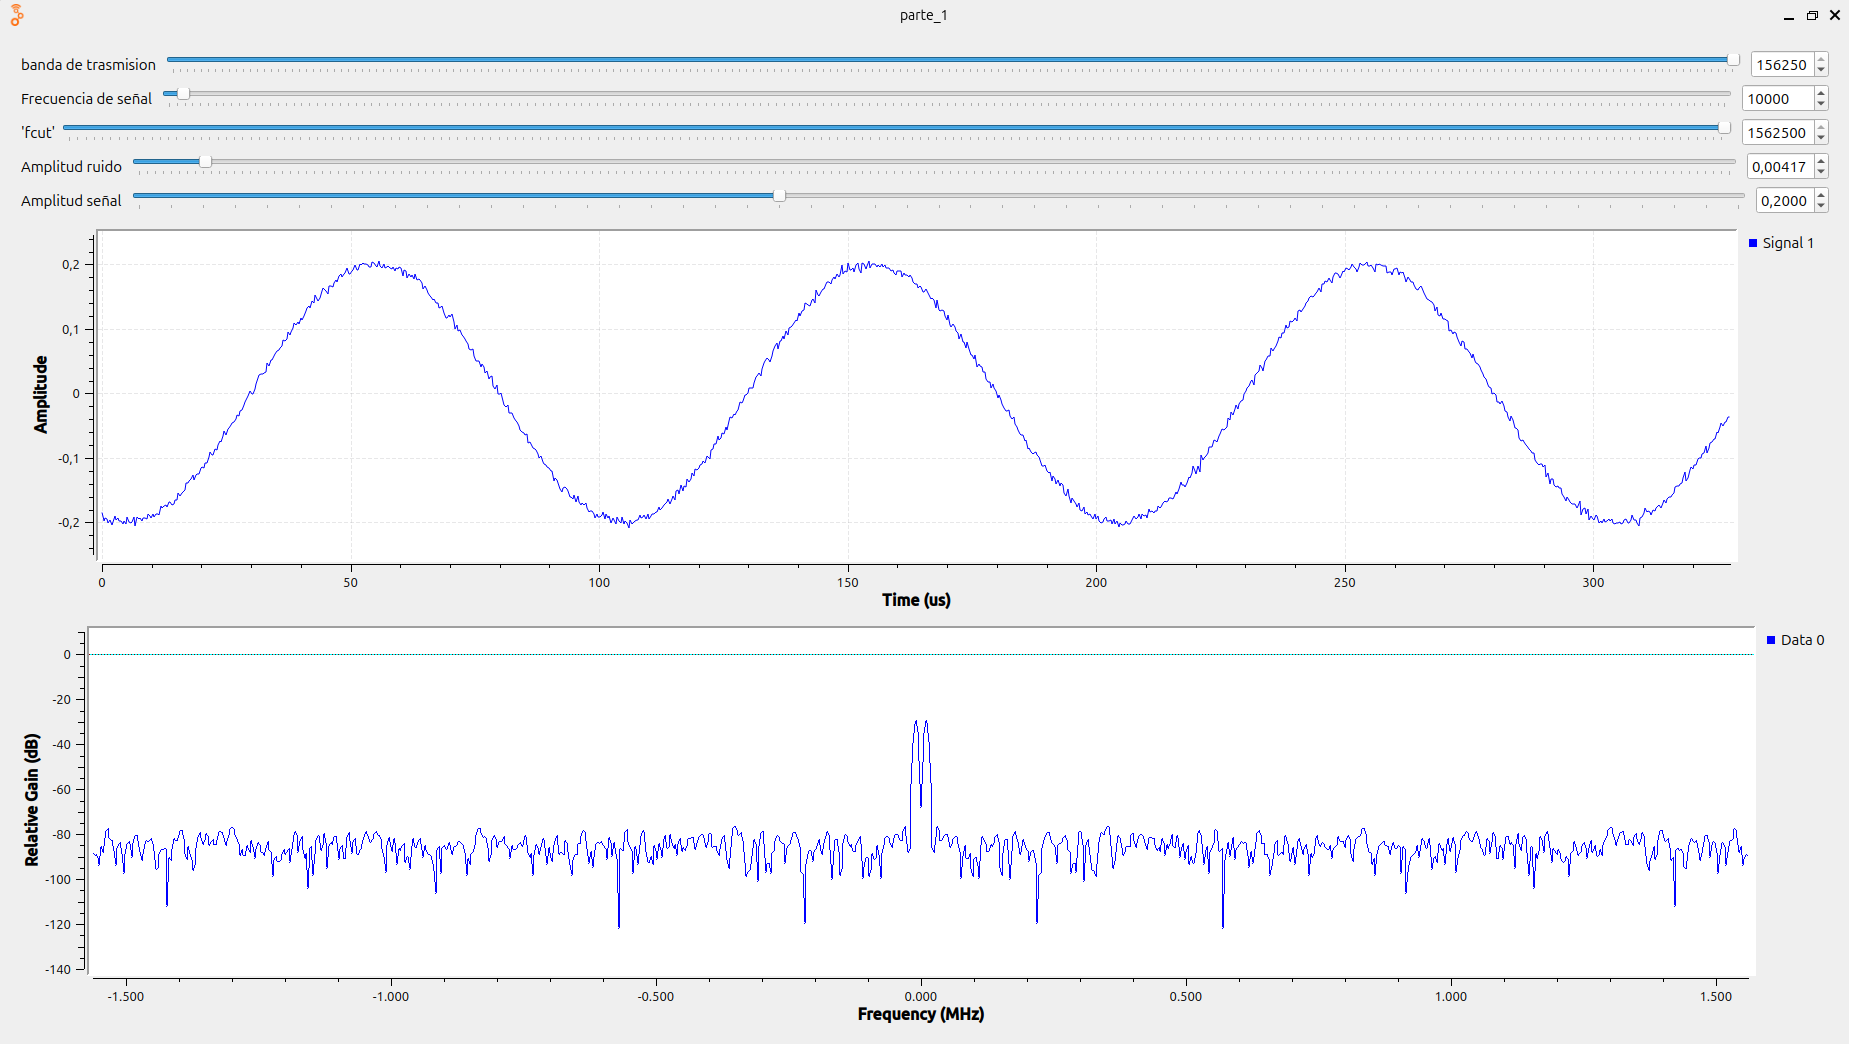 parte_1
banda de trasmision 156250
Frecuencia de señal 10000
'fcut' 1562500
Amplitud ruido 0,00417
Amplitud señal 0,2000
Signal 1
0,2
0,1
0
-0,1
-0,2
Amplitude
0 50 100 150 200 250 300
Time (us)
Data 0
0
-20
-40
-60
-80
-100
-120
-140
Relative Gain (dB)
-1.500 -1.000 -0.500 0.000 0.500 1.000 1.500
Frequency (MHz)